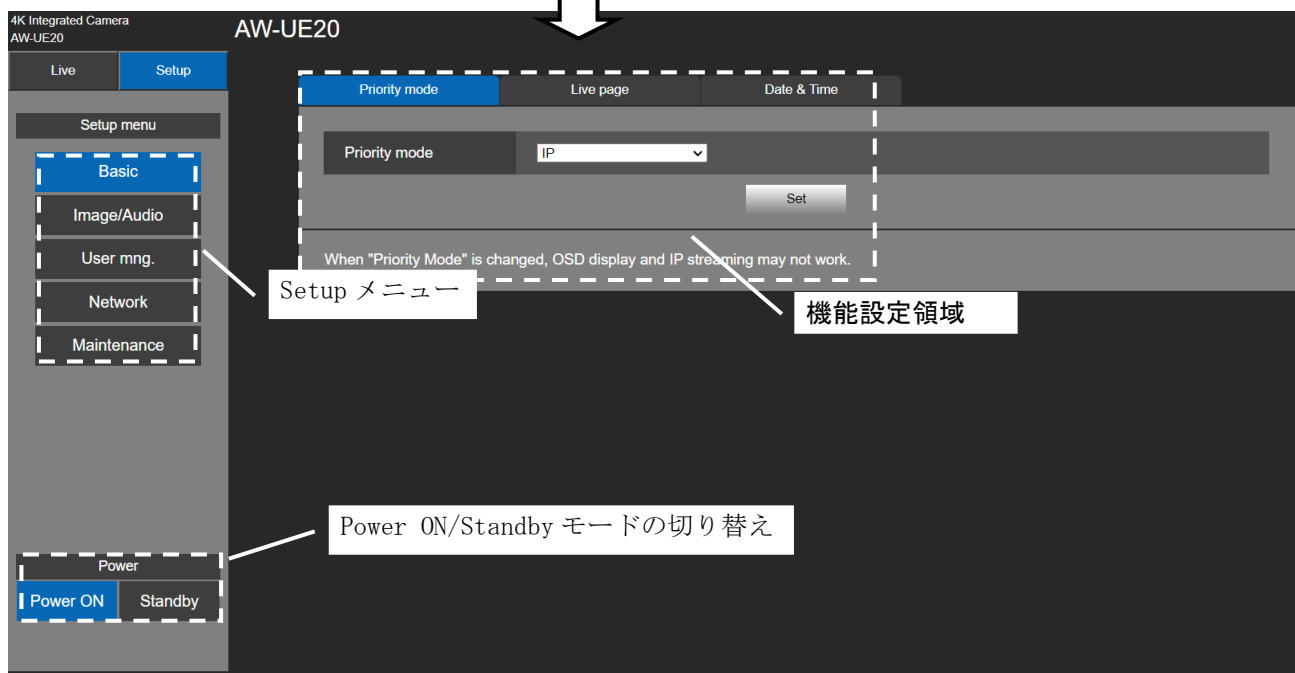 4K Integrated Camera
AW-UE20
AW-UE20
Live
Setup
Priority mode
Live page
Date & Time
Setup menu
Basic
Image/Audio
User mng.
Network
Maintenance
Priority mode
IP
Set
When "Priority Mode" is changed, OSD display and IP streaming may not work.
Setup メニュー
機能設定領域
Power ON/Standby モードの切り替え
Power
Power ON
Standby